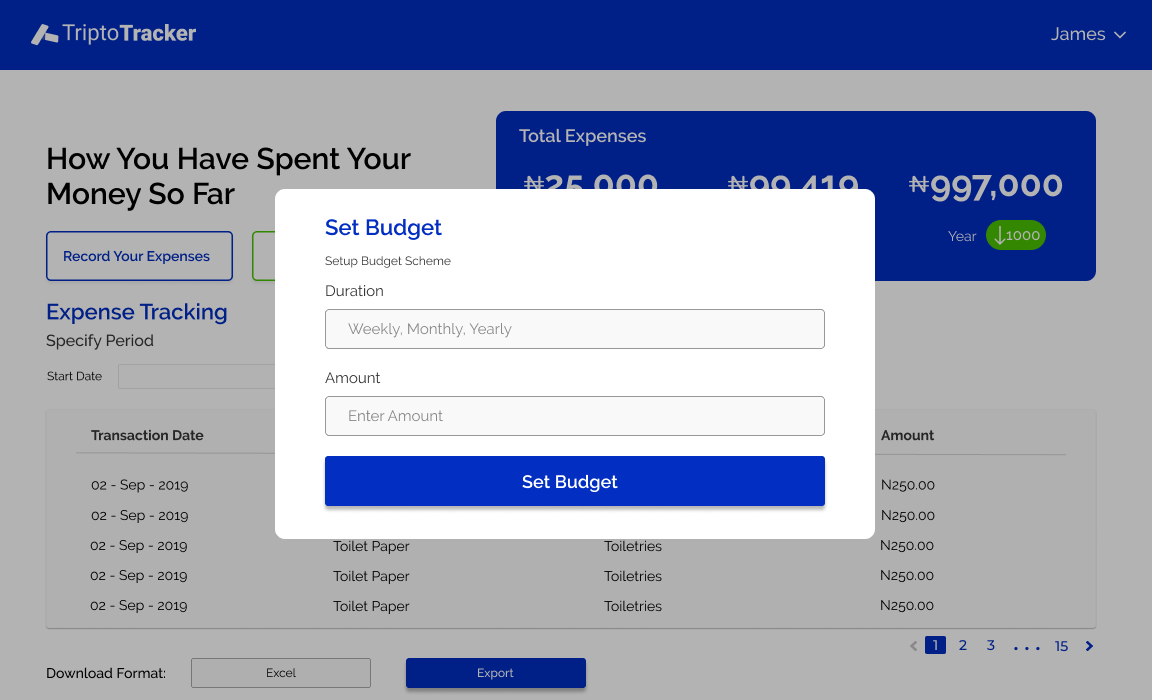 TriptoTracker
James
Total Expenses
How You Have Spent Your
Money So Far
₦25,000
₦99,419
₦997,000
Year
↓1000
Record Your Expenses
Expense Tracking
Specify Period
Start Date
Set Budget
Setup Budget Scheme
Duration
Weekly, Monthly, Yearly
Amount
Enter Amount
Set Budget
Transaction Date
Amount
02 - Sep - 2019
N250.00
02 - Sep - 2019
N250.00
02 - Sep - 2019 Toilet Paper Toiletries N250.00
02 - Sep - 2019 Toilet Paper Toiletries N250.00
02 - Sep - 2019 Toilet Paper Toiletries N250.00
< 1 2 3 . . . 15 >
Download Format: Excel Export